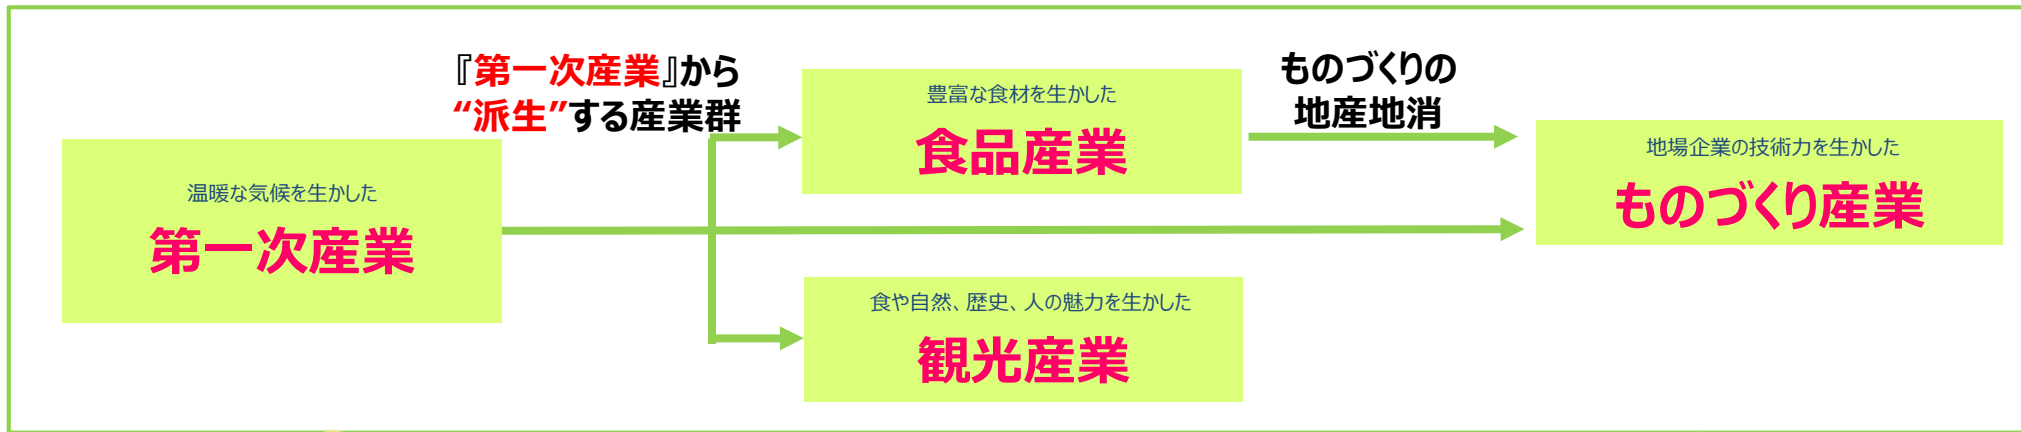 『第一次産業』から
“派生”する産業群
温暖な気候を生かした
第一次産業
豊富な食材を生かした
食品産業
食や自然、歴史、人の魅力を生かした
観光産業
ものづくりの
地産地消
地場企業の技術力を生かした
ものづくり産業